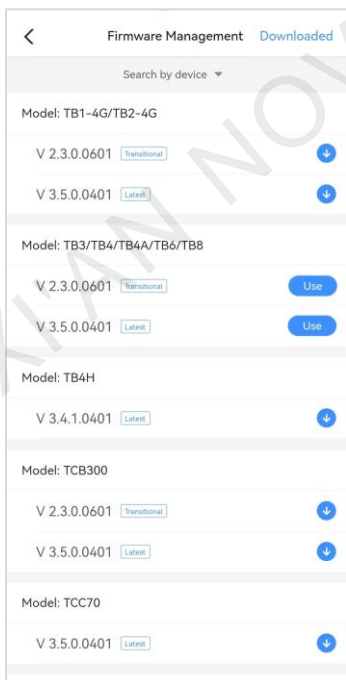 Firmware Management Downloaded
Search by device
Model: TB1-4G/TB2-4G
V 2.3.0.0601 Transitional
V 3.5.0.0401 Latest
Model: TB3/TB4/TB4A/TB6/TB8
V 2.3.0.0601 Transitional Use
V 3.5.0.0401 Latest Use
Model: TB4H
V 3.4.1.0401 Latest
Model: TCB300
V 2.3.0.0601 Transitional
V 3.5.0.0401 Latest
Model: TCC70
V 3.5.0.0401 Latest
XI'AN NOV